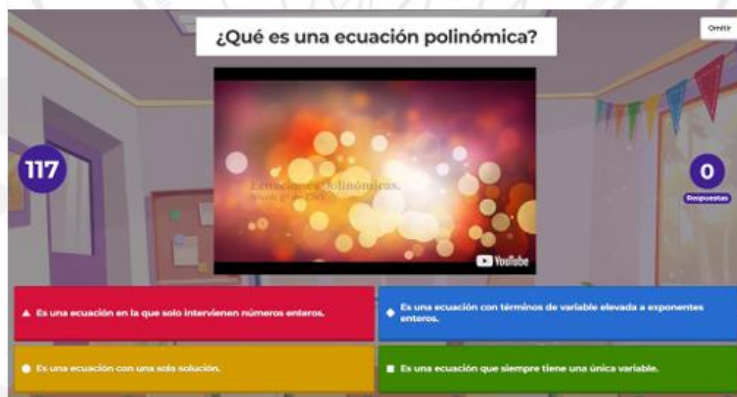 ¿Qué es una ecuación polinómica?
Omitir
117
Ecuaciones polinómicas.
YouTube
0
Respuestas
Es una ecuación en la que solo intervienen números enteros.
Es una ecuación con términos de variable elevada a exponentes
enteros.
Es una ecuación con una sola solución.
Es una ecuación que siempre tiene una única variable.